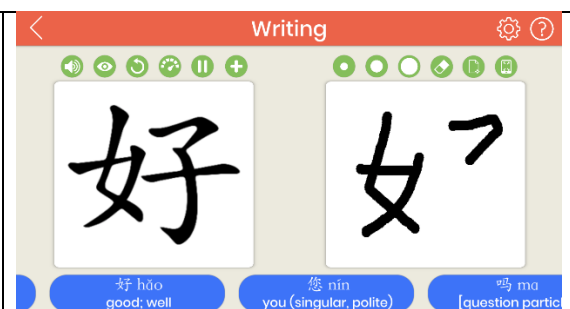 Writing
好
女㇇
好 hǎo
good; well
您 nín
you (singular, polite)
吗 ma
[question partic